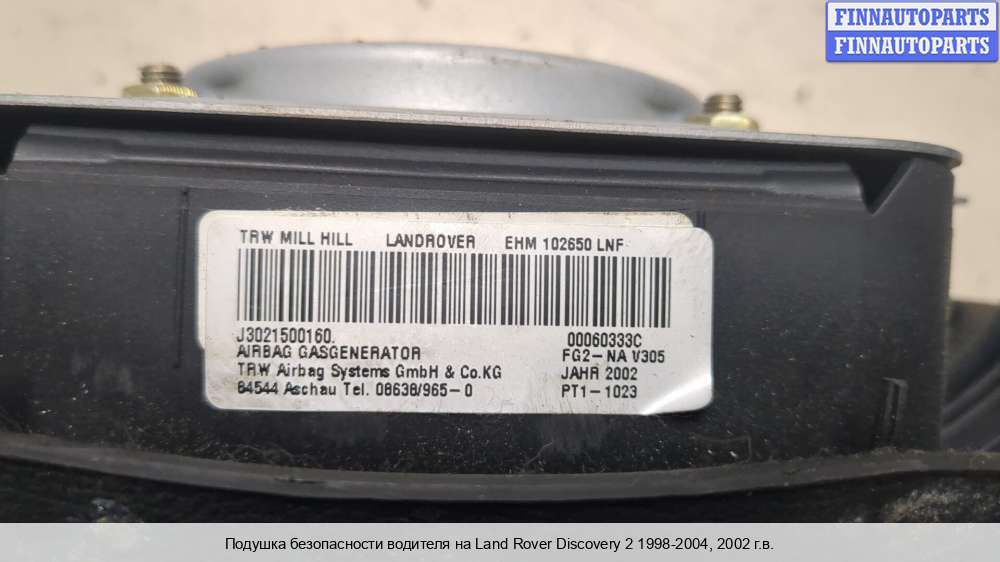 FINNAUTOPARTS
FINNAUTOPARTS
TRW MILL HILL LANDROVER EHM 102650 LNF
J3021500160. 00060333C
AIRBAG GASGENERATOR FG2-NA V305
TRW Airbag Systems GmbH & Co.KG JAHR 2002
84544 Aschau Tel. 08638/965-0 PT1-1023
Подушка безопасности водителя на Land Rover Discovery 2 1998-2004, 2002 г.в.